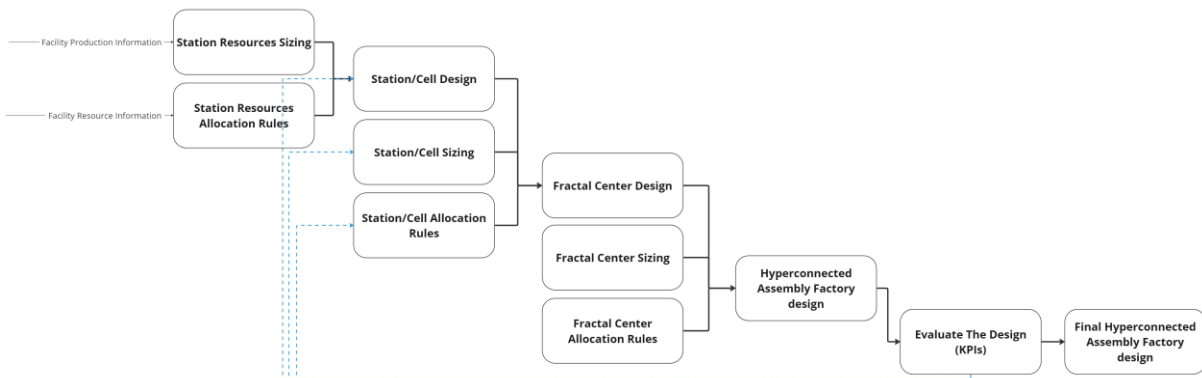 Facility Production Information
Station Resources Sizing
Facility Resource Information
Station Resources
Allocation Rules
Station/Cell Design
Station/Cell Sizing
Station/Cell Allocation
Rules
Fractal Center Design
Fractal Center Sizing
Fractal Center
Allocation Rules
Hyperconnected
Assembly Factory
design
Evaluate The Design
(KPIs)
Final Hyperconnected
Assembly Factory
design